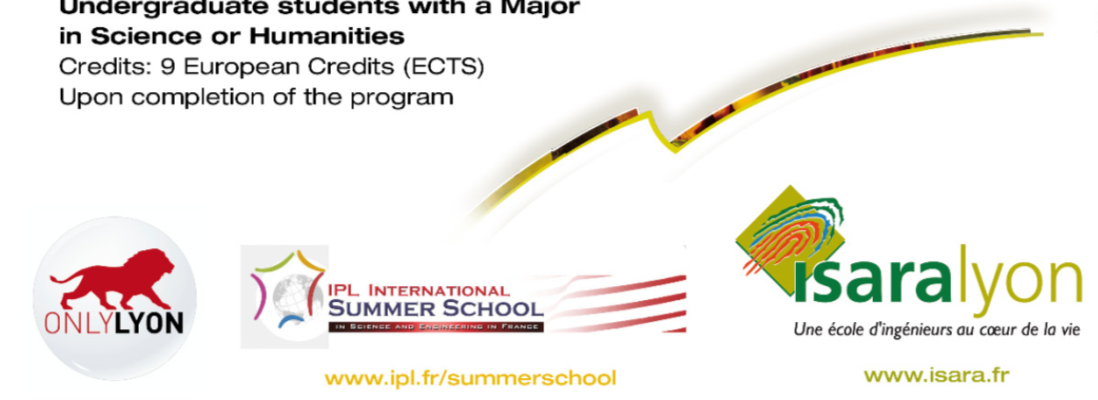 Undergraduate students with a Major
in Science or Humanities
Credits: 9 European Credits (ECTS)
Upon completion of the program
ONLYLYON
IPL INTERNATIONAL
SUMMER SCHOOL
IN SCIENCE AND ENGINEERING IN FRANCE
www.ipl.fr/summerschool
isaralyon
Une école d'ingénieurs au cœur de la vie
www.isara.fr